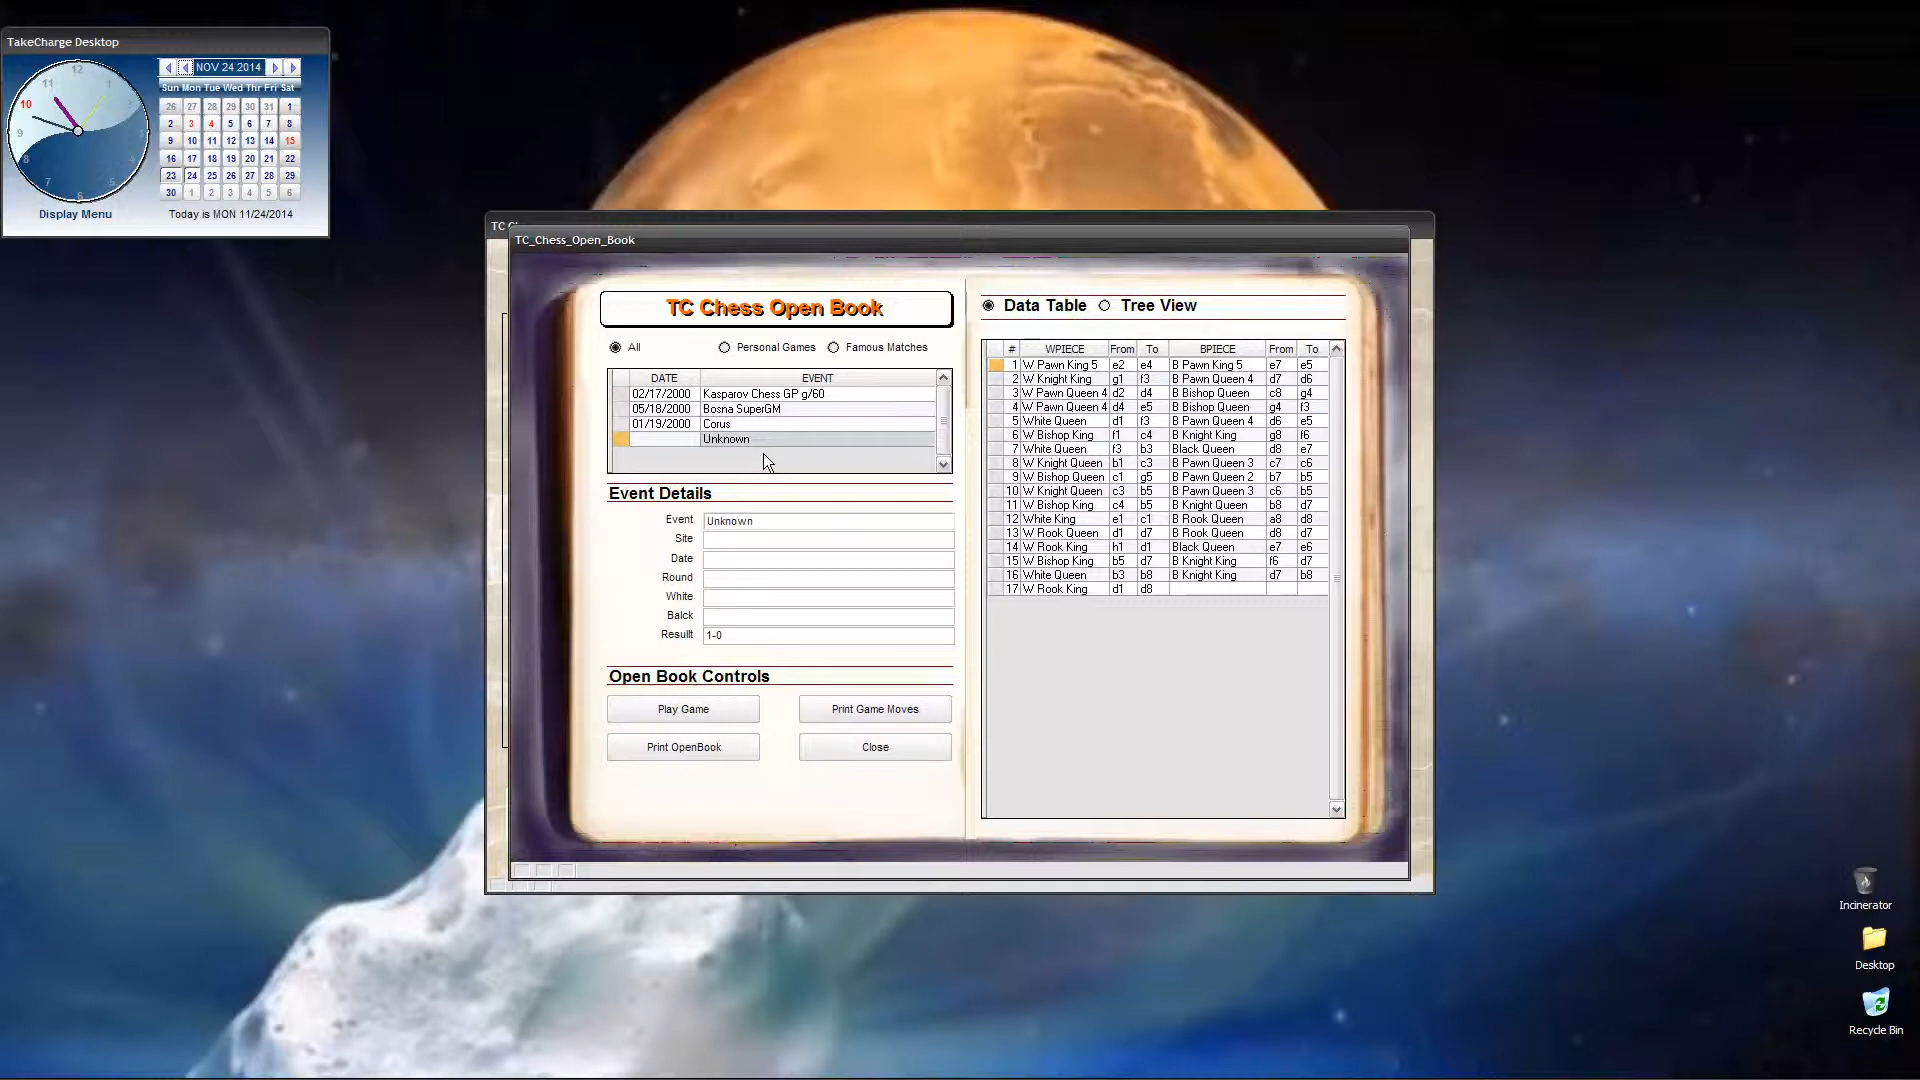 TakeCharge Desktop
NOV 24 2014
Sun Mon Tue Wed Thr Fri Sat
26 27 28 29 30 31 1
2 3 4 5 6 7 8
9 10 11 12 13 14 15
16 17 18 19 20 21 22
23 24 25 26 27 28 29
30 1 2 3 4 5 6
12 1 11 10 9 8 7 6 5
Display Menu
Today is MON 11/24/2014
TC Ch
TC_Chess_Open_Book
TC Chess Open Book
All Personal Games Famous Matches
DATE EVENT
02/17/2000 Kasparov Chess GP g/60
05/18/2000 Bosna SuperGM
01/19/2000 Corus
Unknown
Event Details
Event Unknown
Site
Date
Round
White
Balck
Resullt 1-0
Open Book Controls
Play Game Print Game Moves
Print OpenBook Close
Data Table Tree View
# WPIECE From To BPIECE From To
1 W Pawn King 5 e2 e4 B Pawn King 5 e7 e5
2 W Knight King g1 f3 B Pawn Queen 4 d7 d6
3 W Pawn Queen 4 d2 d4 B Bishop Queen c8 g4
4 W Pawn Queen 4 d4 e5 B Bishop Queen g4 f3
5 White Queen d1 f3 B Pawn Queen 4 d6 e5
6 W Bishop King f1 c4 B Knight King g8 f6
7 White Queen f3 b3 Black Queen d8 e7
8 W Knight Queen b1 c3 B Pawn Queen 3 c7 c6
9 W Bishop Queen c1 g5 B Pawn Queen 2 b7 b5
10 W Knight Queen c3 b5 B Pawn Queen 3 c6 b5
11 W Bishop King c4 b5 B Knight Queen b8 d7
12 White King e1 c1 B Rook Queen a8 d8
13 W Rook Queen d1 d7 B Rook Queen d8 d7
14 W Rook King h1 d1 Black Queen e7 e6
15 W Bishop King b5 d7 B Knight King f6 d7
16 White Queen b3 b8 B Knight King d7 b8
17 W Rook King d1 d8
Incinerator
Desktop
Recycle Bin